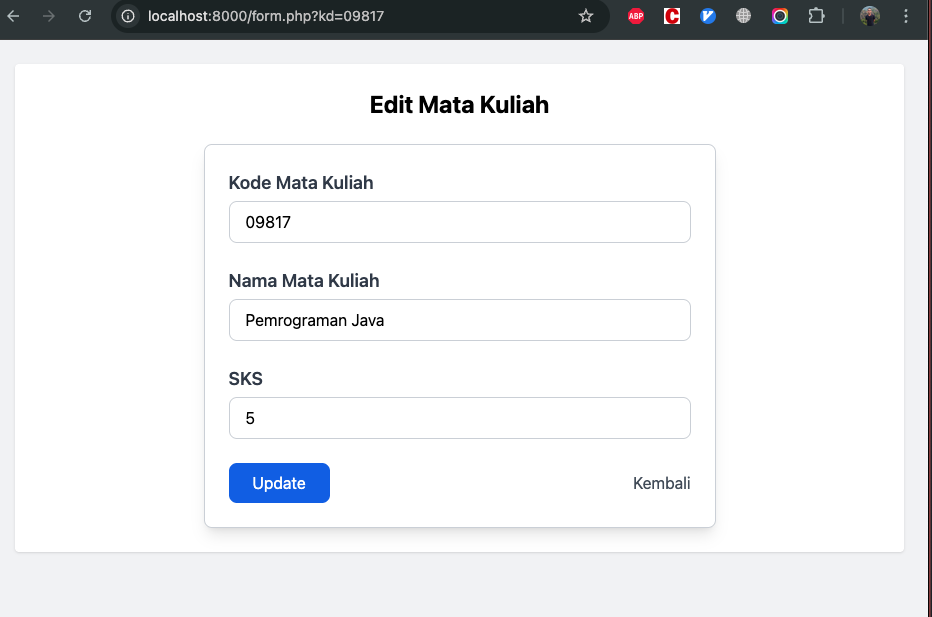 localhost:8000/form.php?kd=09817
ABP
Edit Mata Kuliah
Kode Mata Kuliah
09817
Nama Mata Kuliah
Pemrograman Java
SKS
5
Update
Kembali